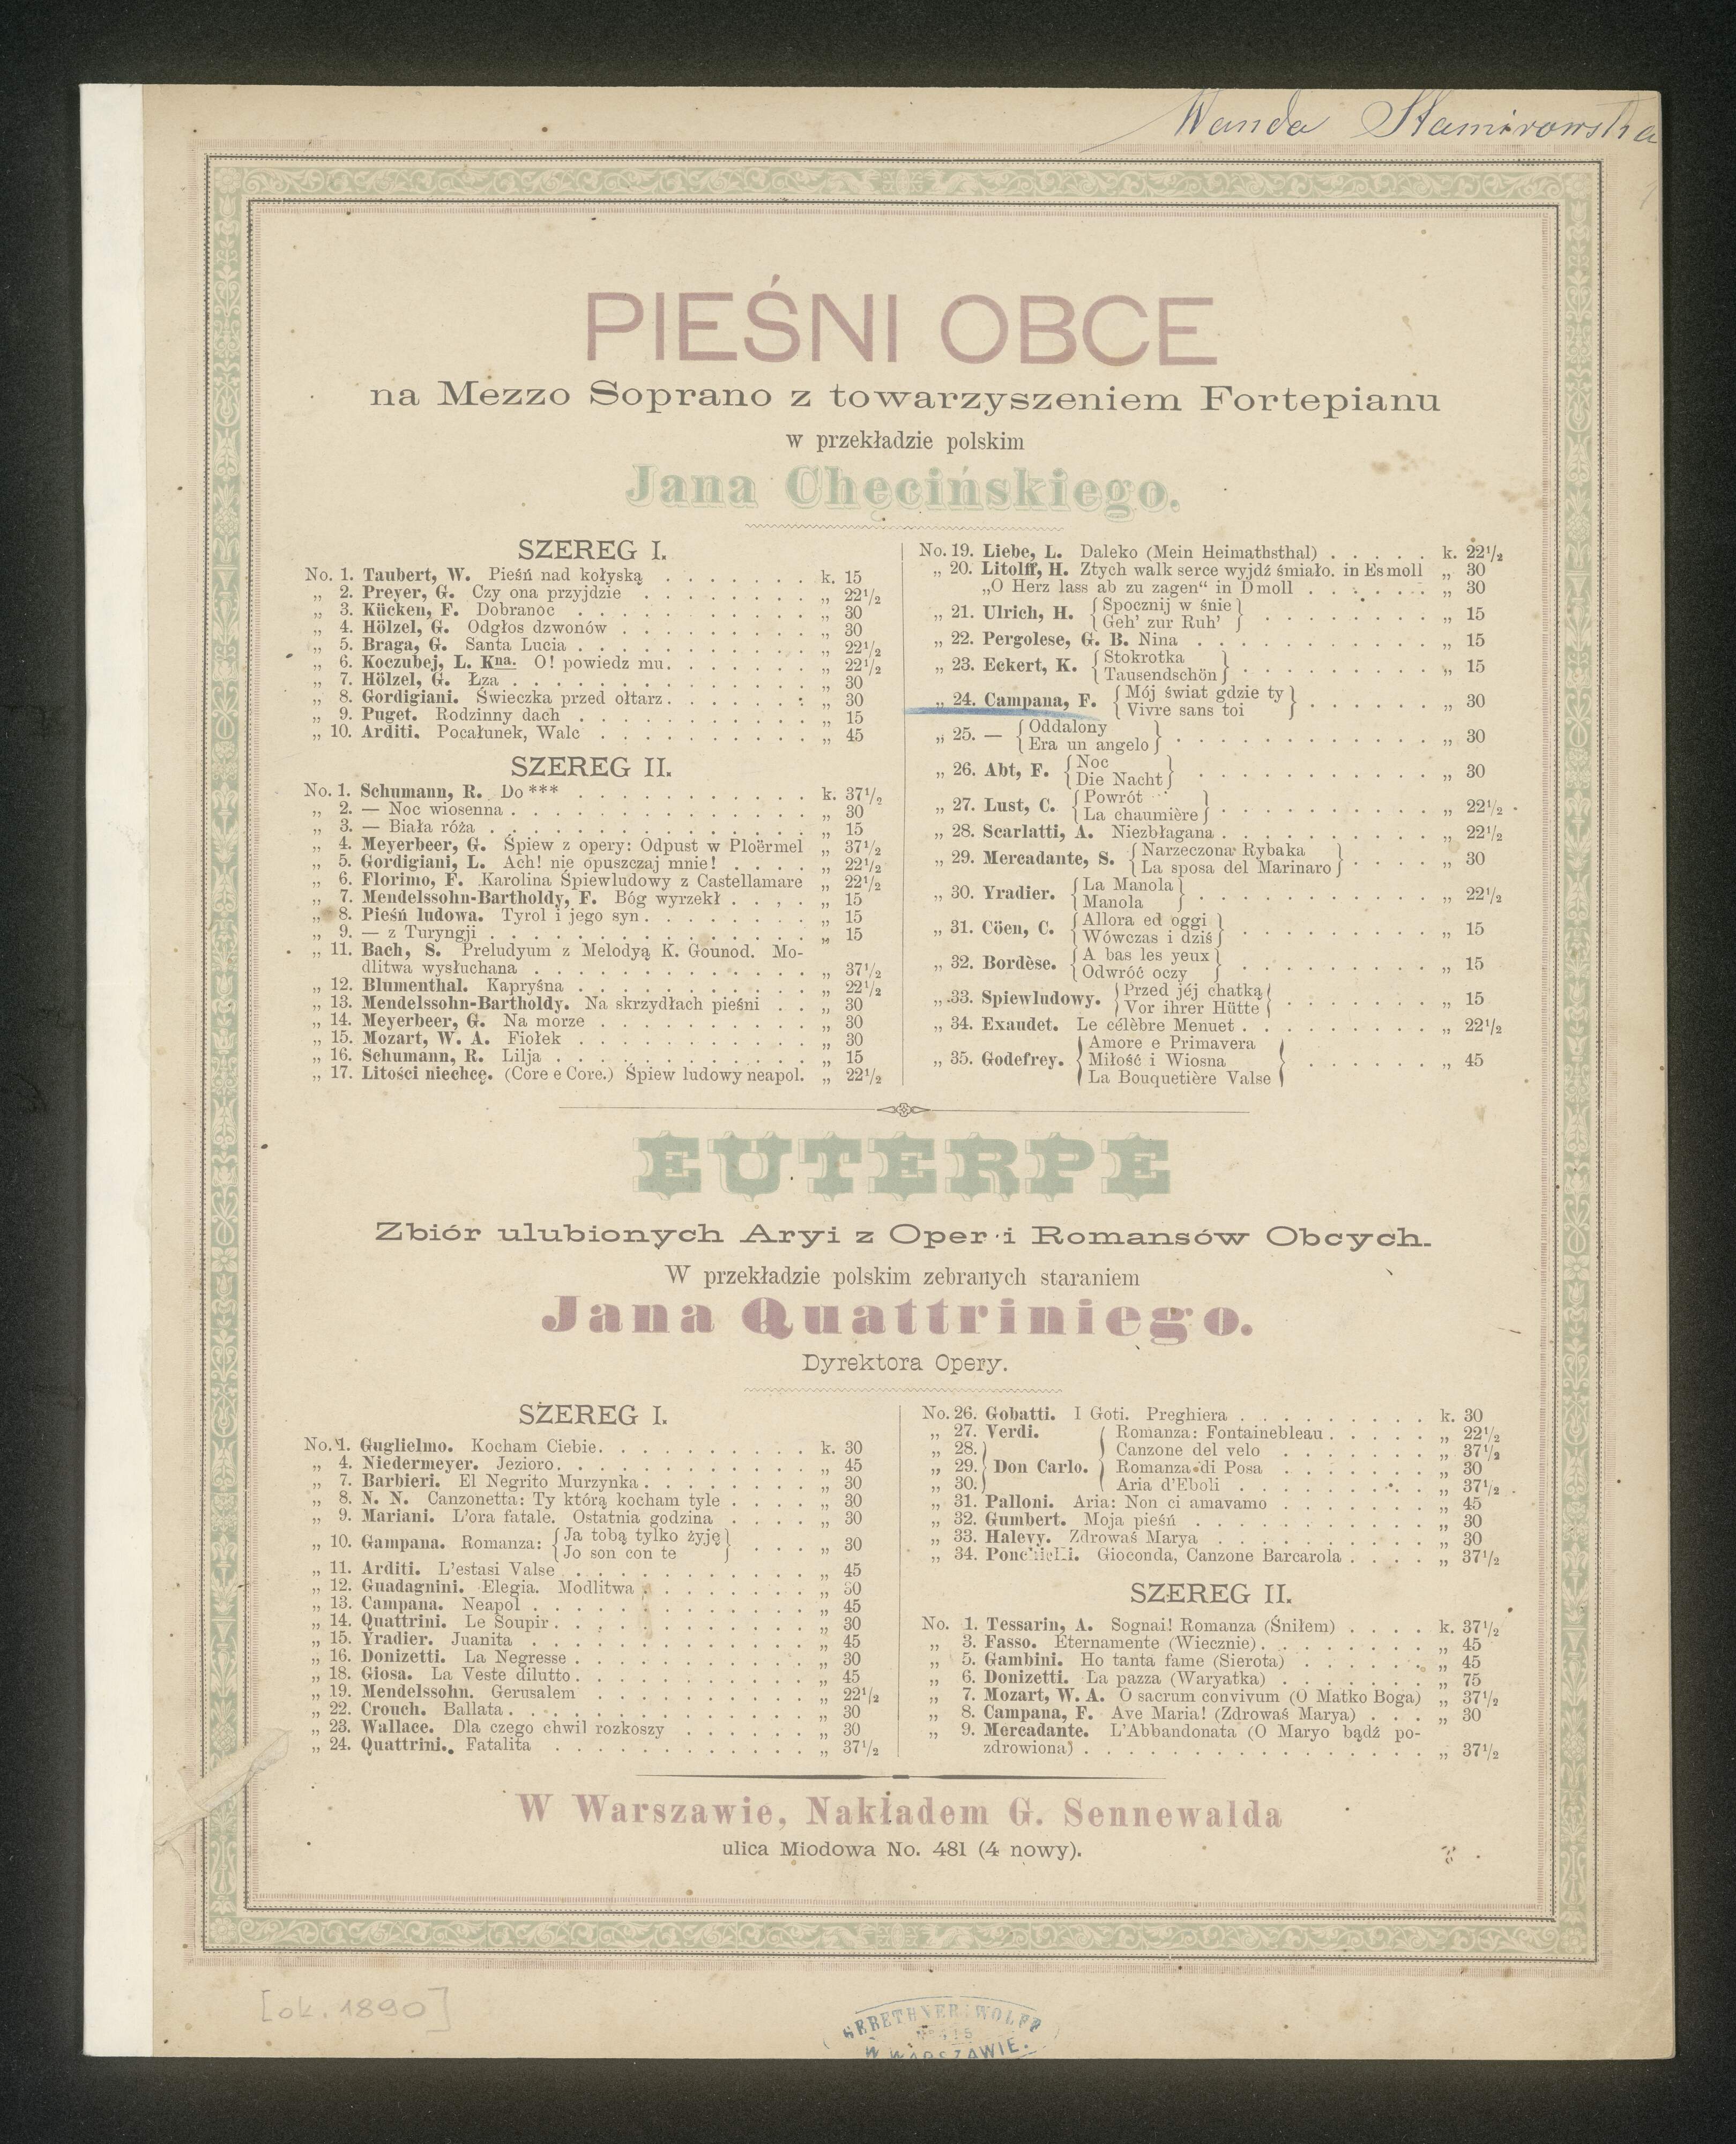 Wanda Stamirowska
PIEŚNI OBCE
na Mezzo Soprano z towarzyszeniem Fortepianu
w przekładzie polskim
Jana Chęcińskiego.
SZEREG I.
No. 1. Taubert, W. Pieśń nad kołyską . . . . . . . k. 15
„ 2. Preyer, G. Czy ona przyjdzie . . . . . . . . „ 22½
„ 3. Kücken, F. Dobranoc . . . . . . . . . . „ 30
„ 4. Hölzel, G. Odgłos dzwonów . . . . . . . . . „ 30
„ 5. Braga, G. Santa Lucia . . . . . . . . . . . „ 22½
„ 6. Koczubej, L. Kna. O! powiedz mu. . . . . . . „ 22½
„ 7. Hölzel, G. Łza . . . . . . . . . . . . . . „ 30
„ 8. Gordigiani. Świeczka przed ołtarz . . . . . . . „ 30
„ 9. Puget. Rodzinny dach . . . . . . . . . . „ 15
„ 10. Arditi. Pocałunek, Walc . . . . . . . . . . „ 45
SZEREG II.
No. 1. Schumann, R. Do *** . . . . . . . . . . . k. 37½
„ 2. — Noc wiosenna . . . . . . . . . . . . . . „ 30
„ 3. — Biała róża . . . . . . . . . . . . . . . „ 15
„ 4. Meyerbeer, G. Śpiew z opery: Odpust w Ploërmel „ 37½
„ 5. Gordigiani, L. Ach! nie opuszczaj mnie! . . . . „ 22½
„ 6. Florimo, F. Karolina Śpiewludowy z Castellamare „ 22½
„ 7. Mendelssohn-Bartholdy, F. Bóg wyrzekł . . . . „ 15
„ 8. Pieśń ludowa. Tyrol i jego syn . . . . . . . . „ 15
„ 9. — z Turyngji . . . . . . . . . . . . . . . „ 15
„ 11. Bach, S. Preludyum z Melodyą K. Gounod. Mo-
dlitwa wysłuchana . . . . . . . . . . . . . „ 37½
„ 12. Blumenthal. Kapryśna . . . . . . . . . . . „ 22½
„ 13. Mendelssohn-Bartholdy. Na skrzydłach pieśni . . „ 30
„ 14. Meyerbeer, G. Na morze . . . . . . . . . . „ 30
„ 15. Mozart, W. A. Fiołek . . . . . . . . . . . „ 30
„ 16. Schumann, R. Lilja . . . . . . . . . . . . „ 15
„ 17. Litości niechcę. (Core e Core.) Śpiew ludowy neapol. „ 22½
No. 19. Liebe, L. Daleko (Mein Heimathsthal) . . . . . k. 22½
„ 20. Litolff, H. Ztych walk serce wyjdź śmiało. in Es moll „ 30
„O Herz lass ab zu zagen“ in D moll . . . . . . „ 30
„ 21. Ulrich, H. {Spocznij w śnie} . . . . . . . . . „ 15
{Geh' zur Ruh'}
„ 22. Pergolese, G. B. Nina . . . . . . . . . . . „ 15
„ 23. Eckert, K. {Stokrotka} . . . . . . . . . . „ 15
{Tausendschön}
„ 24. Campana, F. {Mój świat gdzie ty} . . . . . . . „ 30
{Vivre sans toi}
„ 25. — {Oddalony} . . . . . . . . . . . . „ 30
{Era un angelo}
„ 26. Abt, F. {Noc} . . . . . . . . . . . „ 30
{Die Nacht}
„ 27. Lust, C. {Powrót} . . . . . . . . . . „ 22½
{La chaumière}
„ 28. Scarlatti, A. Niezbłagana . . . . . . . . . . „ 22½
„ 29. Mercadante, S. {Narzeczona Rybaka} . . . . „ 30
{La sposa del Marinaro}
„ 30. Yradier. {La Manola} . . . . . . . . . . . „ 22½
{Manola}
„ 31. Cöen, C. {Allora ed oggi} . . . . . . . . . „ 15
{Wówczas i dziś}
„ 32. Bordèse. {A bas les yeux} . . . . . . . . . „ 15
{Odwróć oczy}
„ 33. Spiewludowy. {Przed jéj chatką} . . . . . . . „ 15
{Vor ihrer Hütte}
„ 34. Exaudet. Le célèbre Menuet . . . . . . . . . „ 22½
„ 35. Godefrey. {Amore e Primavera
Miłość i Wiosna . . . . . . „ 45
La Bouquetière Valse}
EUTERPE
Zbiór ulubionych Aryi z Oper i Romansów Obcych.
W przekładzie polskim zebranych staraniem
Jana Quattriniego.
Dyrektora Opery.
SZEREG I.
No. 1. Guglielmo. Kocham Ciebie. . . . . . . . . . k. 30
„ 4. Niedermeyer. Jezioro. . . . . . . . . . . . . „ 45
„ 7. Barbieri. El Negrito Murzynka . . . . . . . . „ 30
„ 8. N. N. Canzonetta: Ty którą kocham tyle . . . . „ 30
„ 9. Mariani. L'ora fatale. Ostatnia godzina . . . . „ 30
„ 10. Gampana. Romanza: {Ja tobą tylko żyję} . . . „ 30
{Jo son con te}
„ 11. Arditi. L'estasi Valse . . . . . . . . . . . . „ 45
„ 12. Guadagnini. Elegia. Modlitwa . . . . . . . . „ 30
„ 13. Campana. Neapol . . . . . . . . . . . . . „ 45
„ 14. Quattrini. Le Soupir . . . . . . . . . . . . „ 30
„ 15. Yradier. Juanita . . . . . . . . . . . . . „ 45
„ 16. Donizetti. La Negresse . . . . . . . . . . . „ 30
„ 18. Giosa. La Veste dilutto . . . . . . . . . . . „ 45
„ 19. Mendelssohn. Gerusalem . . . . . . . . . . „ 22½
„ 22. Crouch. Ballata . . . . . . . . . . . . . . „ 30
„ 23. Wallace. Dla czego chwil rozkoszy . . . . . . „ 30
„ 24. Quattrini. Fatalita . . . . . . . . . . . . „ 37½
No. 26. Gobatti. I Goti. Preghiera . . . . . . . . . k. 30
„ 27. Verdi. Romanza: Fontainebleau . . . . . „ 22½
„ 28. Canzone del velo . . . . . . . „ 37½
„ 29. Don Carlo. Romanza di Posa . . . . . . . „ 30
„ 30. Aria d'Eboli . . . . . . . . . „ 37½
„ 31. Palloni. Aria: Non ci amavamo . . . . . . . „ 45
„ 32. Gumbert. Moja pieśń . . . . . . . . . . . „ 30
„ 33. Halevy. Zdrowaś Marya . . . . . . . . . . „ 30
„ 34. Ponchielli. Gioconda, Canzone Barcarola . . . . „ 37½
SZEREG II.
No. 1. Tessarin, A. Sognai! Romanza (Śniłem) . . . . k. 37½
„ 3. Fasso. Eternamente (Wiecznie) . . . . . . . . „ 45
„ 5. Gambini. Ho tanta fame (Sierota) . . . . . . „ 45
„ 6. Donizetti. La pazza (Waryatka) . . . . . . . „ 75
„ 7. Mozart, W. A. O sacrum convivum (O Matko Boga) „ 37½
„ 8. Campana, F. Ave Maria! (Zdrowaś Marya) . . . „ 30
„ 9. Mercadante. L'Abbandonata (O Maryo bądź po-
zdrowiona) . . . . . . . . . . . . . . . . „ 37½
W Warszawie, Nakładem G. Sennewalda
ulica Miodowa No. 481 (4 nowy).
[ok. 1890]
WOLFF
W WARSZAWIE.